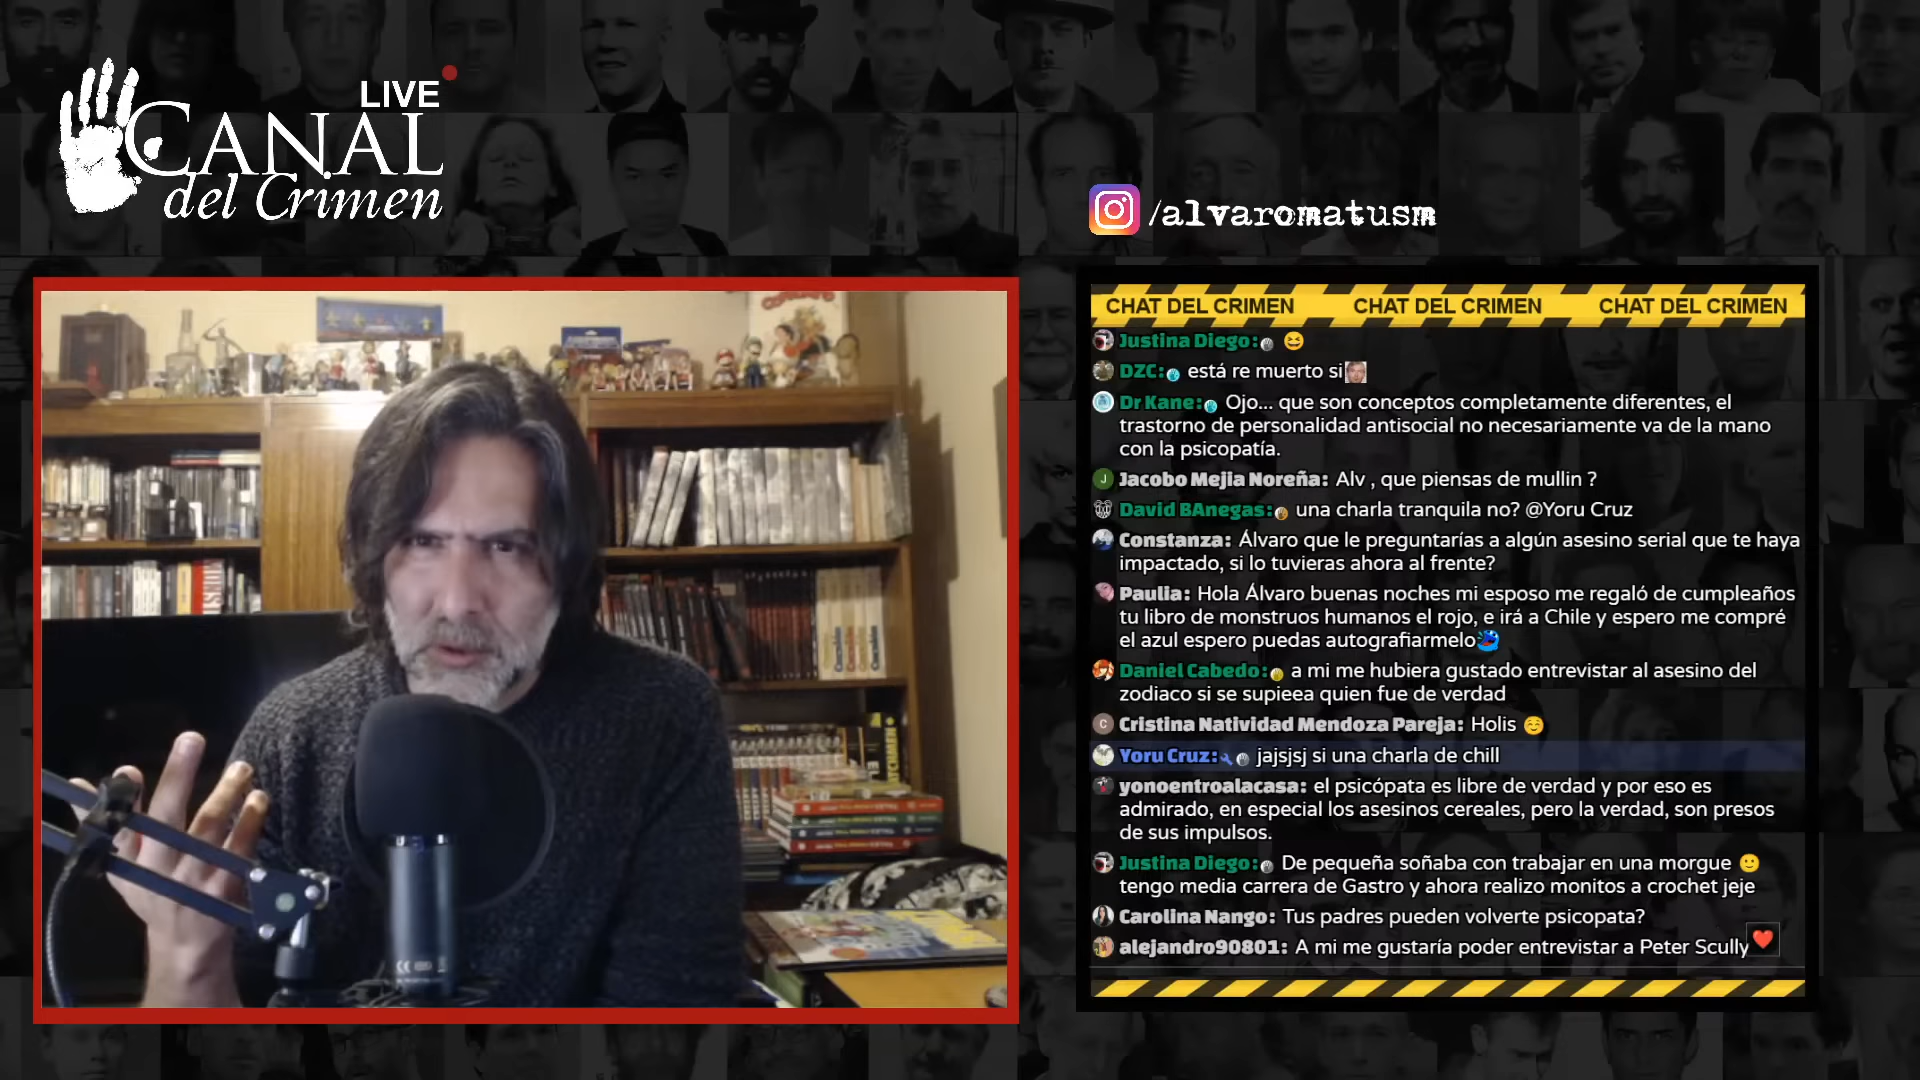 LIVE
CANAL
del Crimen
/alvaromatusm
CHAT DEL CRIMEN CHAT DEL CRIMEN CHAT DEL CRIMEN
Justina Diego: 😆
DZC: está re muerto si
Dr Kane: Ojo... que son conceptos completamente diferentes, el
trastorno de personalidad antisocial no necesariamente va de la mano
con la psicopatía.
J Jacobo Mejia Noreña: Alv , que piensas de mullin ?
David BAnegas: una charla tranquila no? @Yoru Cruz
Constanza: Álvaro que le preguntarías a algún asesino serial que te haya
impactado, si lo tuvieras ahora al frente?
Paulia: Hola Álvaro buenas noches mi esposo me regaló de cumpleaños
tu libro de monstruos humanos el rojo, e irá a Chile y espero me compré
el azul espero puedas autografiarmelo
Daniel Cabedo: a mi me hubiera gustado entrevistar al asesino del
zodiaco si se supieea quien fue de verdad
C Cristina Natividad Mendoza Pareja: Holis ☺️
Yoru Cruz: jajsjsj si una charla de chill
yonoentroalacasa: el psicópata es libre de verdad y por eso es
admirado, en especial los asesinos cereales, pero la verdad, son presos
de sus impulsos.
Justina Diego: De pequeña soñaba con trabajar en una morgue 🙂
tengo media carrera de Gastro y ahora realizo monitos a crochet jeje
Carolina Nango: Tus padres pueden volverte psicopata?
alejandro90801: A mi me gustaría poder entrevistar a Peter Scully